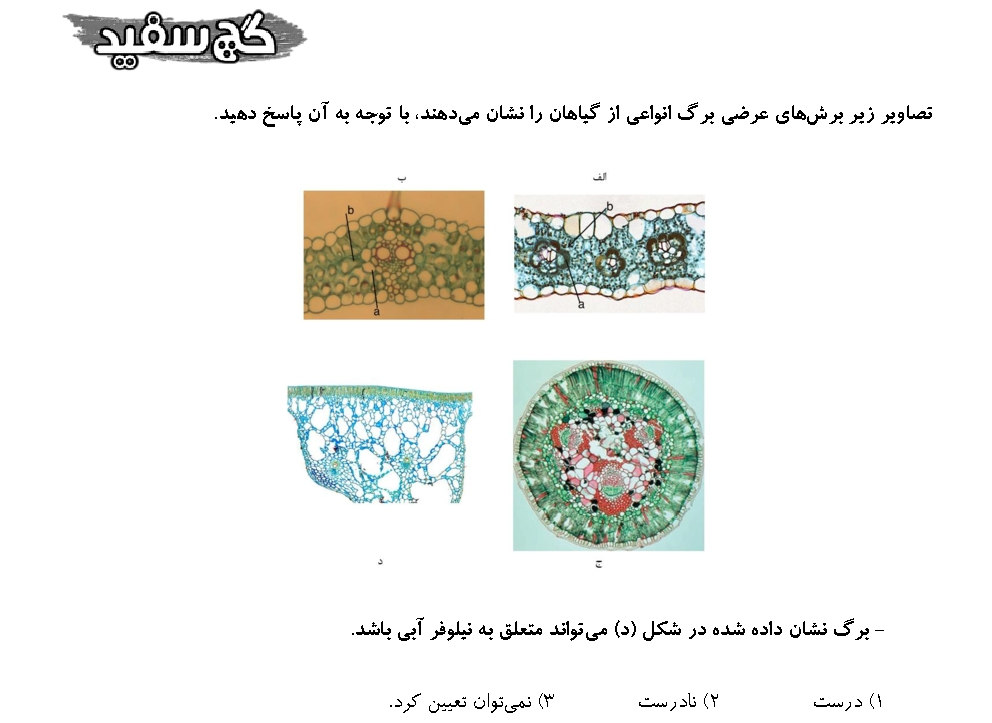 گچ سفید
تصاویر زیر برش‌های عرضی برگ انواعی از گیاهان را نشان می‌دهند، با توجه به آن پاسخ دهید.
الف
ب
b
a
b
a
ج
د
– برگ نشان داده شده در شکل (د) می‌تواند متعلق به نیلوفر آبی باشد.
۱) درست ۲) نادرست ۳) نمی‌توان تعیین کرد.